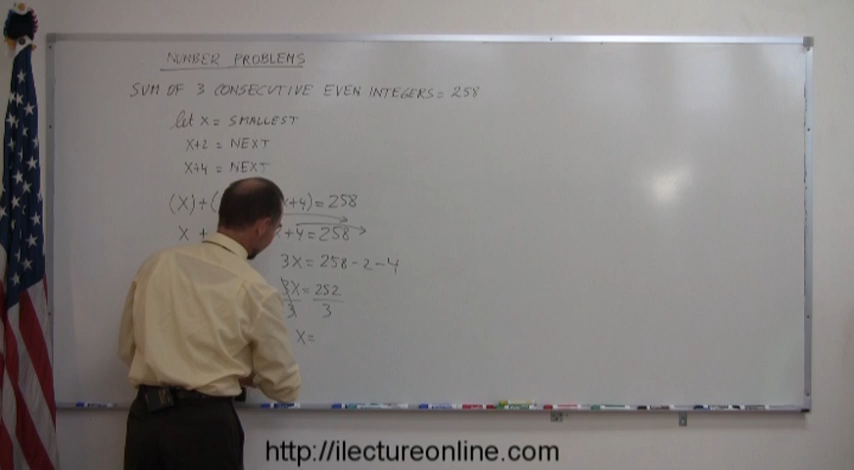 NUMBER PROBLEMS
SUM OF 3 CONSECUTIVE EVEN INTEGERS = 258
let x = SMALLEST
x+2 = NEXT
x+4 = NEXT
(x)+( x+4) = 258
x + +4 = 258
3x = 258 - 2 - 4
3x = 252
3 3
x =
http://ilectureonline.com